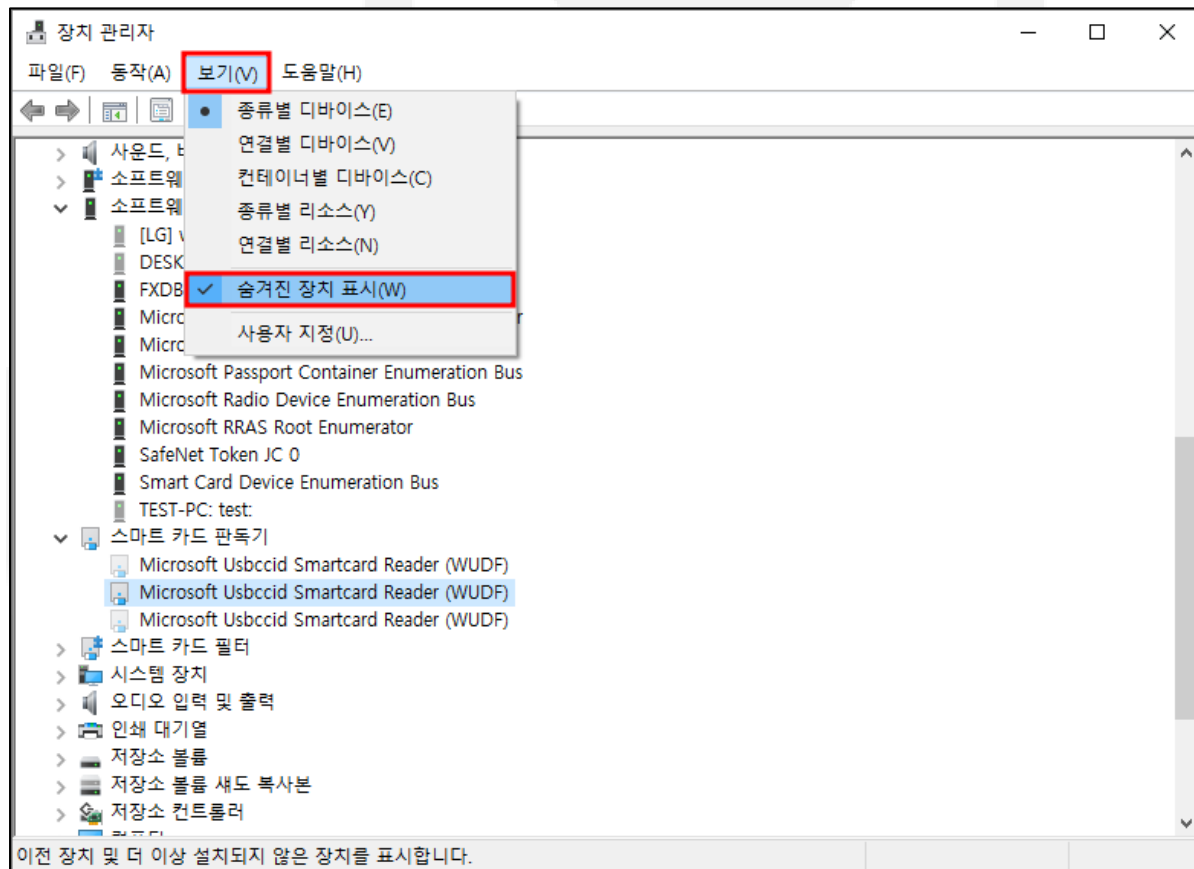 장치 관리자
파일(F) 동작(A) 보기(V) 도움말(H)
종류별 디바이스(E)
연결별 디바이스(V)
컨테이너별 디바이스(C)
종류별 리소스(Y)
연결별 리소스(N)
숨겨진 장치 표시(W)
사용자 지정(U)...
사운드,
소프트웨
소프트웨
[LG]
DESK
FXDB
Micro
Micro
Microsoft Passport Container Enumeration Bus
Microsoft Radio Device Enumeration Bus
Microsoft RRAS Root Enumerator
SafeNet Token JC 0
Smart Card Device Enumeration Bus
TEST-PC: test:
스마트 카드 판독기
Microsoft Usbccid Smartcard Reader (WUDF)
Microsoft Usbccid Smartcard Reader (WUDF)
Microsoft Usbccid Smartcard Reader (WUDF)
스마트 카드 필터
시스템 장치
오디오 입력 및 출력
인쇄 대기열
저장소 볼륨
저장소 볼륨 섀도 복사본
저장소 컨트롤러
이전 장치 및 더 이상 설치되지 않은 장치를 표시합니다.